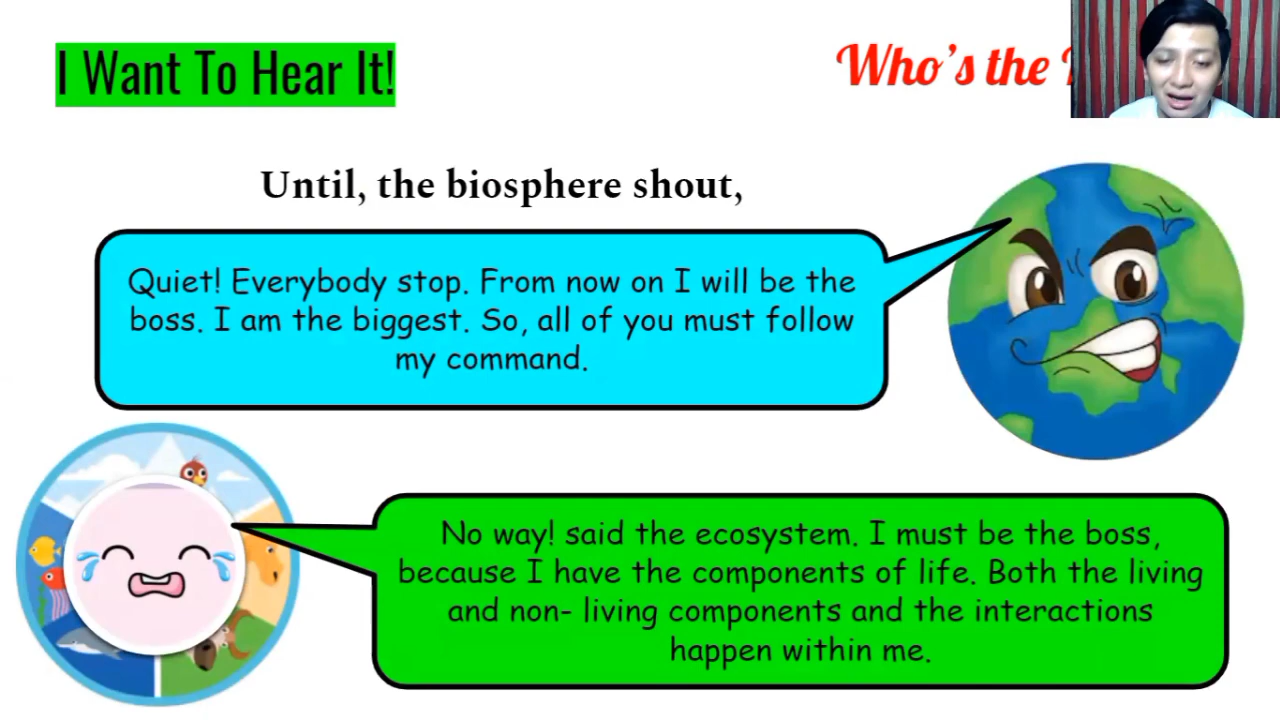 I Want To Hear It!
Who's the
Until, the biosphere shout,
Quiet! Everybody stop. From now on I will be the
boss. I am the biggest. So, all of you must follow
my command.
No way! said the ecosystem. I must be the boss,
because I have the components of life. Both the living
and non- living components and the interactions
happen within me.